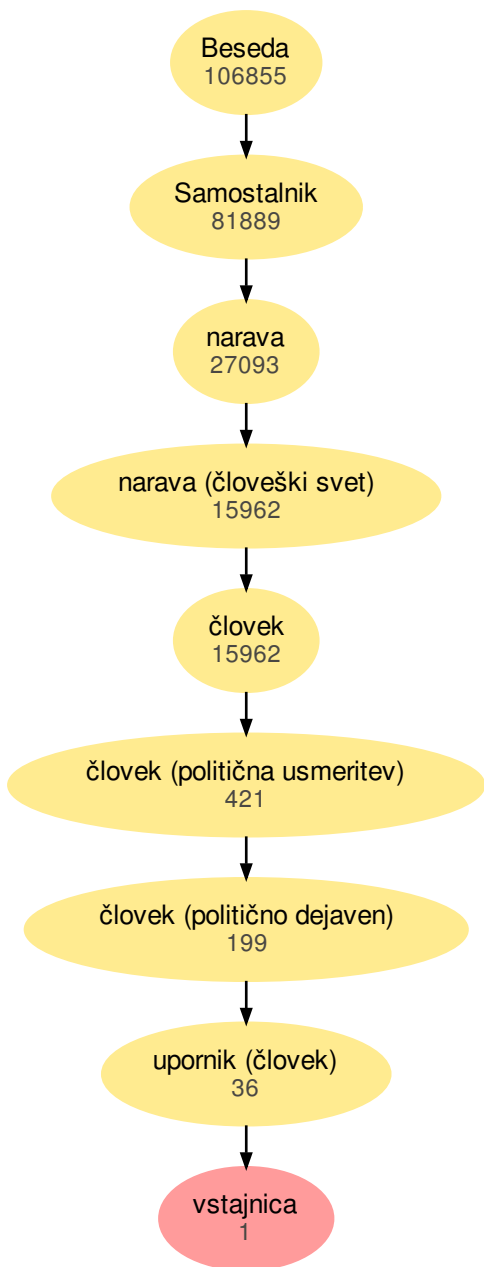 Beseda
106855
Samostalnik
81889
narava
27093
narava (človeški svet)
15962
človek
15962
človek (politična usmeritev)
421
človek (politično dejaven)
199
upornik (človek)
36
vstajnica
1